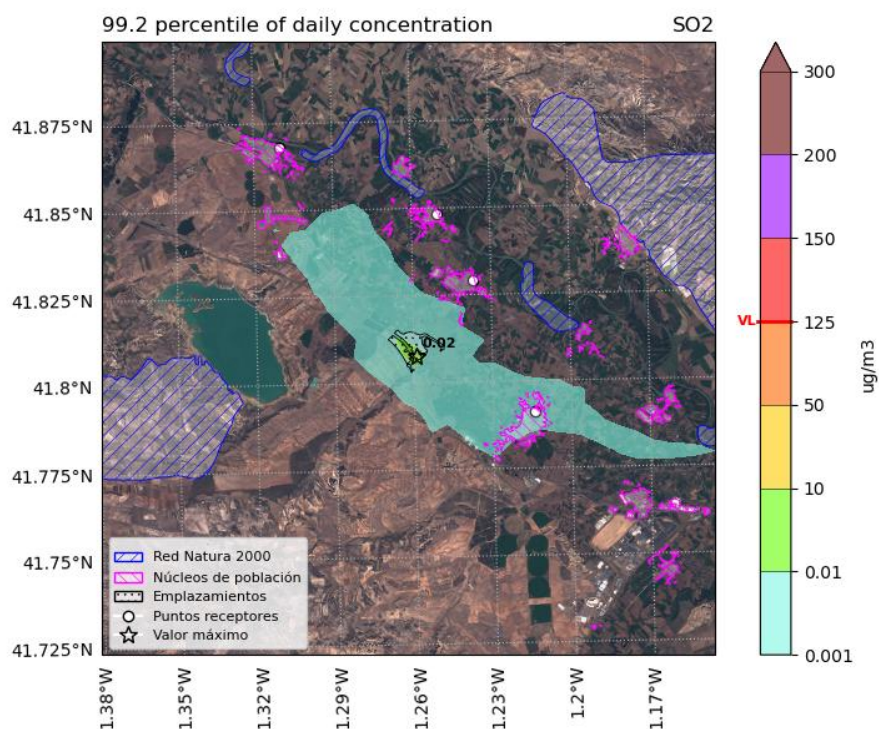 99.2 percentile of daily concentration SO2
41.875°N
41.85°N
41.825°N
41.8°N
41.775°N
41.75°N
41.725°N
0.02
Red Natura 2000
Núcleos de población
Emplazamientos
Puntos receptores
Valor máximo
1.38°W
1.35°W
1.32°W
1.29°W
1.26°W
1.23°W
1.2°W
1.17°W
300
200
150
VL
125
50
10
0.01
0.001
ug/m3